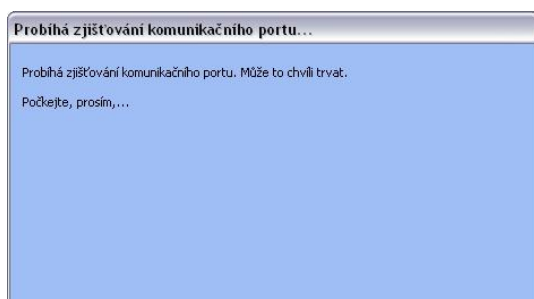 Probíhá zjišťování komunikačního portu...
Probíhá zjišťování komunikačního portu. Může to chvíli trvat.
Počkejte, prosím,...